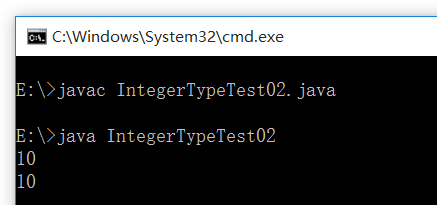 C:\Windows\System32\cmd.exe
E:\>javac IntegerTypeTest02.java
E:\>java IntegerTypeTest02
10
10